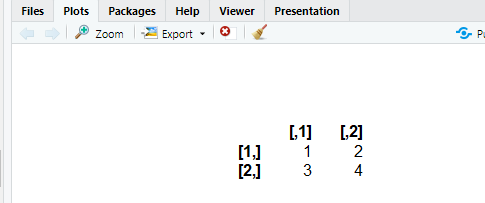 Files Plots Packages Help Viewer Presentation
Zoom Export
[,1] [,2]
[1,] 1 2
[2,] 3 4